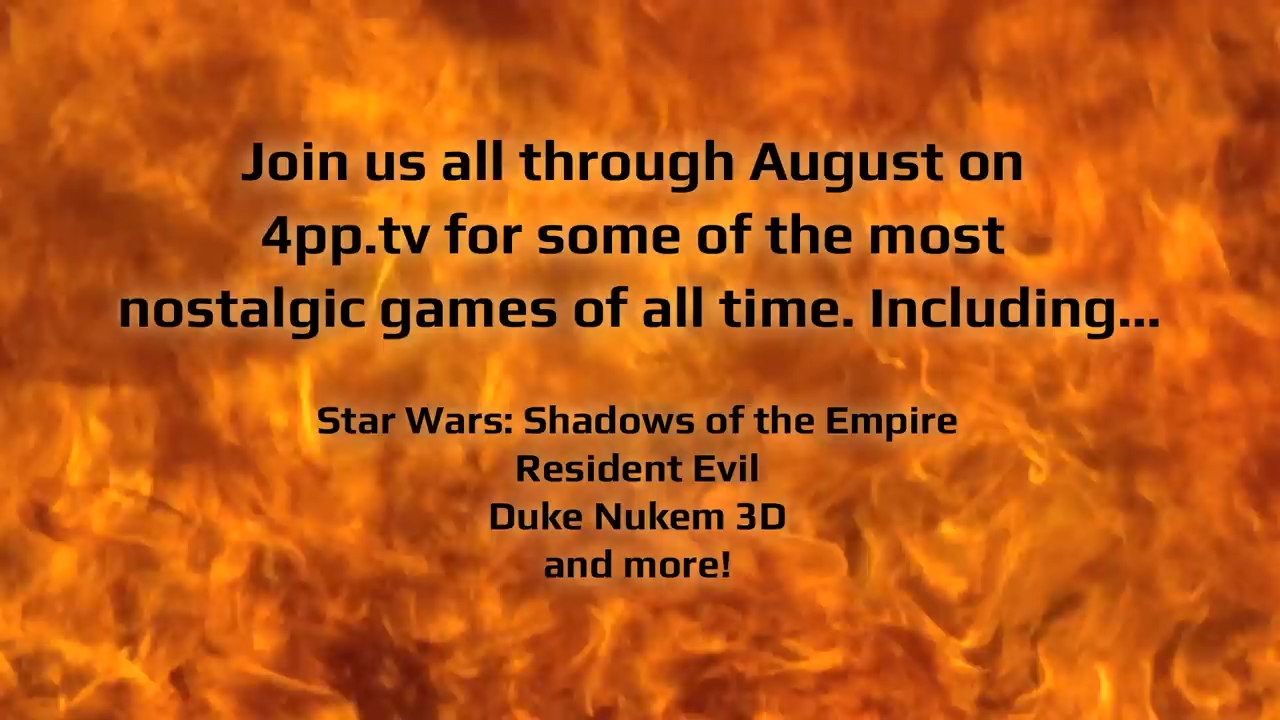 Join us all through August on
4pp.tv for some of the most
nostalgic games of all time. Including...
Star Wars: Shadows of the Empire
Resident Evil
Duke Nukem 3D
and more!